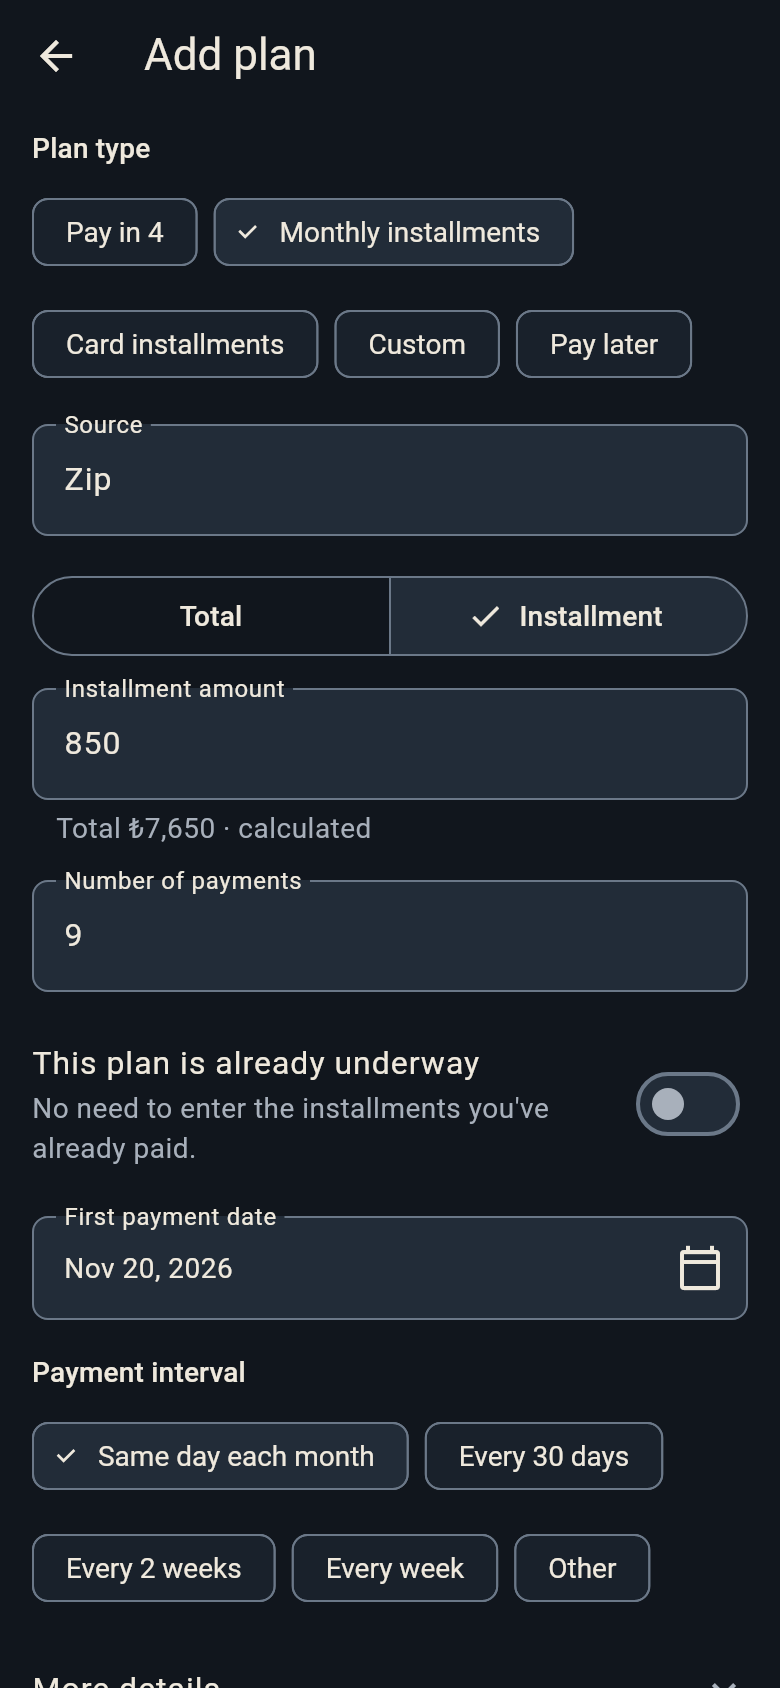 Add plan
Plan type
Pay in 4
Monthly installments
Card installments
Custom
Pay later
Source
Zip
Total
Installment
Installment amount
850
Total ₺7,650 · calculated
Number of payments
9
This plan is already underway
No need to enter the installments you've
already paid.
First payment date
Nov 20, 2026
Payment interval
Same day each month
Every 30 days
Every 2 weeks
Every week
Other
More details